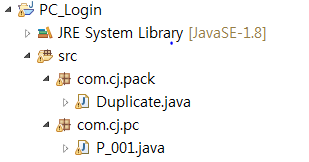 PC_Login
JRE System Library [JavaSE-1.8]
src
com.cj.pack
Duplicate.java
com.cj.pc
P_001.java